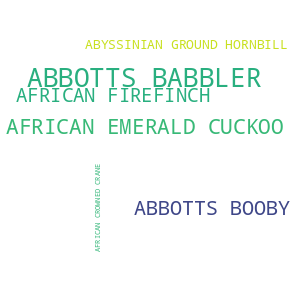 ABYSSINIAN GROUND HORNBILL
ABBOTTS BABBLER
AFRICAN FIREFINCH
AFRICAN EMERALD CUCKOO
AFRICAN CROWNED CRANE
ABBOTTS BOOBY